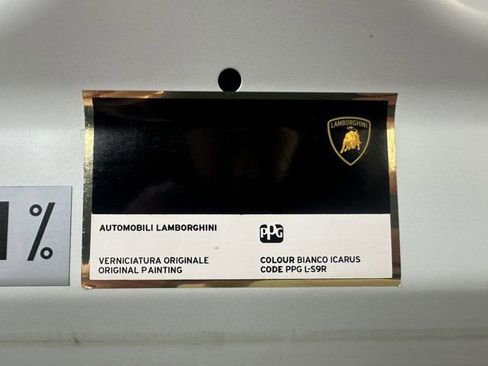 LAMBORGHINI
AUTOMOBILI LAMBORGHINI
PPG
VERNICIATURA ORIGINALE
ORIGINAL PAINTING
COLOUR BIANCO ICARUS
CODE PPG L-S9R
%